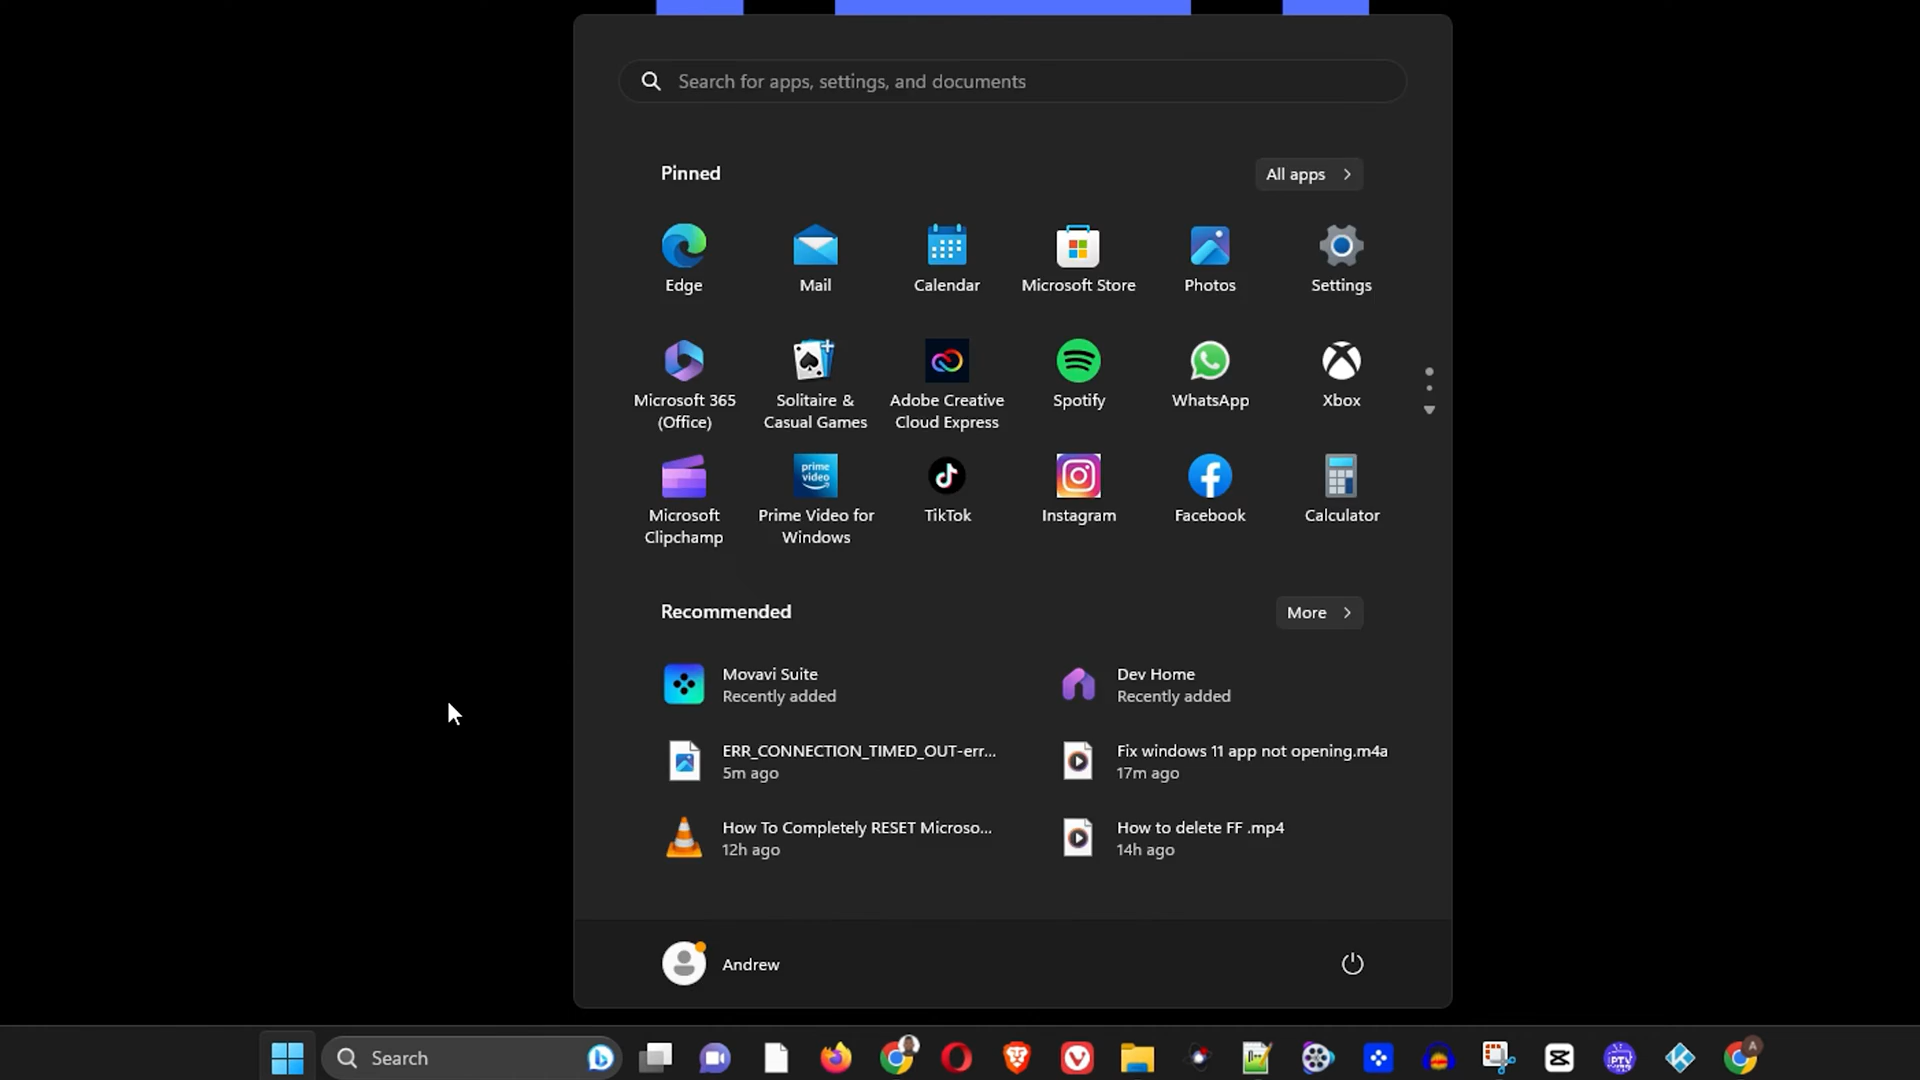 Search for apps, settings, and documents
Pinned
All apps
Edge
Mail
Calendar
Microsoft Store
Photos
Settings
Microsoft 365
(Office)
Solitaire &
Casual Games
Adobe Creative
Cloud Express
Spotify
WhatsApp
Xbox
Microsoft
Clipchamp
prime
video
Prime Video for
Windows
TikTok
Instagram
Facebook
Calculator
Recommended
More
Movavi Suite
Recently added
Dev Home
Recently added
ERR_CONNECTION_TIMED_OUT-err...
5m ago
Fix windows 11 app not opening.m4a
17m ago
How To Completely RESET Microso...
12h ago
How to delete FF .mp4
14h ago
Andrew
Search
IPTV
A